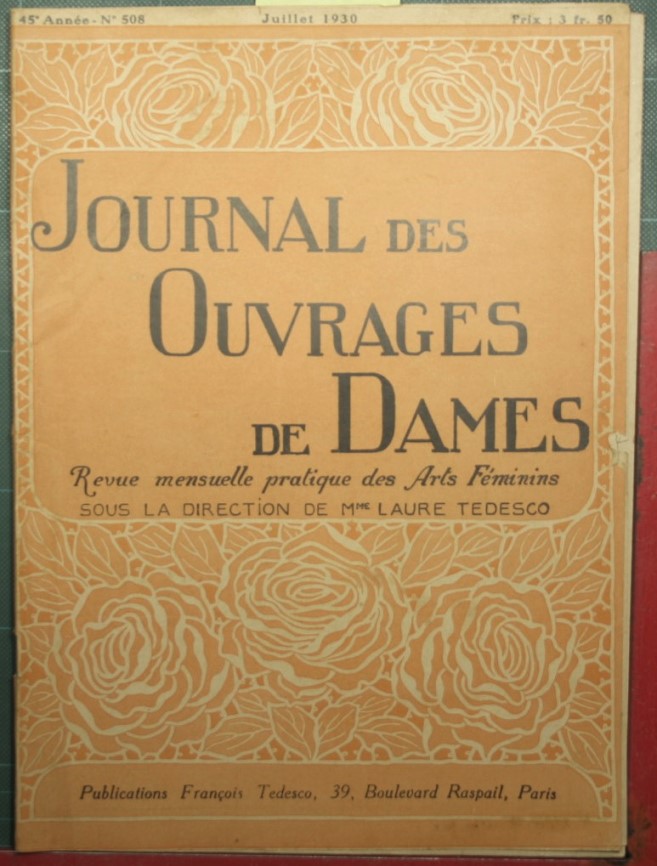 45e Année - N° 508 Juillet 1930 Prix : 3 fr. 50
JOURNAL DES
OUVRAGES
DE DAMES
Revue mensuelle pratique des Arts Féminins
SOUS LA DIRECTION DE MME LAURE TEDESCO
Publications François Tedesco, 39, Boulevard Raspail, Paris